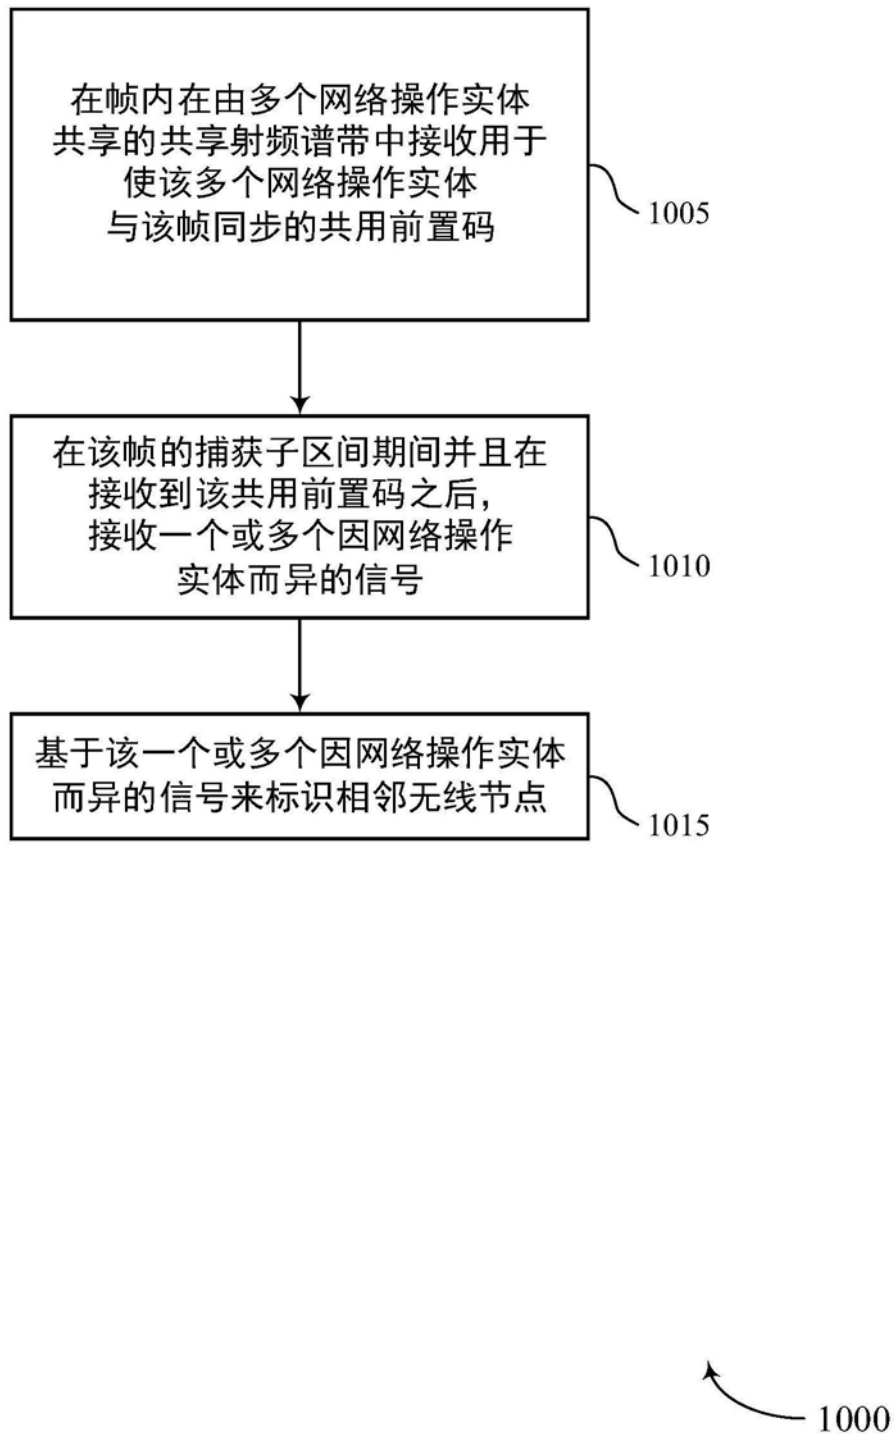 在帧内在由多个网络操作实体
共享的共享射频谱带中接收用于
使该多个网络操作实体
与该帧同步的共用前置码
1005
在该帧的捕获子区间期间并且在
接收到该共用前置码之后，
接收一个或多个因网络操作
实体而异的信号
1010
基于该一个或多个因网络操作实体
而异的信号来标识相邻无线节点
1015
1000